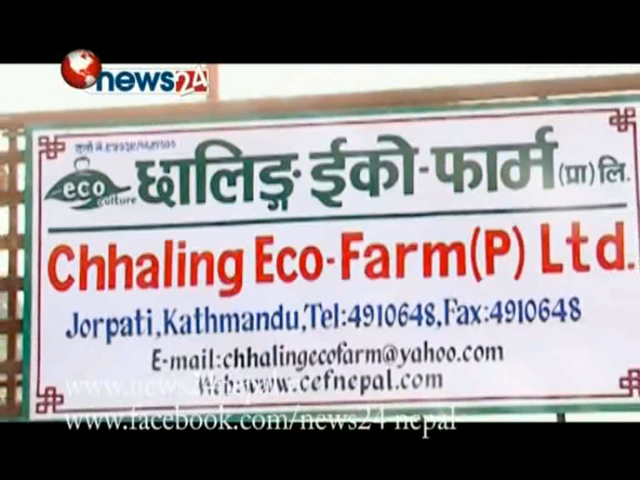 news24
eco culture
छालिङ्ग ईको-फार्म (प्रा) लि.
Chhaling Eco-Farm(P) Ltd.
Jorpati,Kathmandu,Tel:4910648,Fax:4910648
E-mail:chhalingecofarm@yahoo.com
Web:www.cefnepal.com
www.facebook.com/news24 nepal